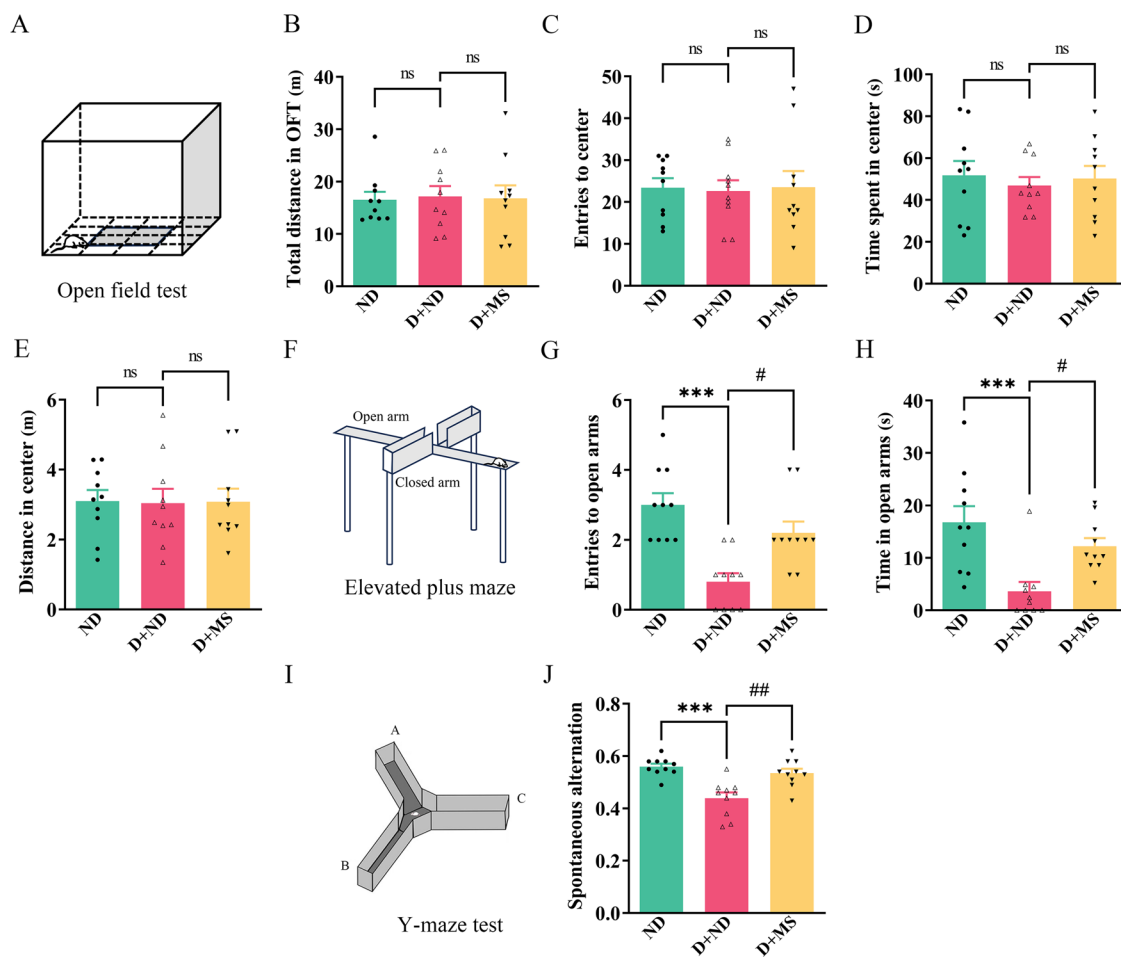 A
Open field test
B
Total distance in OFT (m)
40
30
20
10
0
ns
ns
ND
D+ND
D+MS
C
Entries to center
50
40
30
20
10
0
ns
ns
ND
D+ND
D+MS
D
Time spent in center (s)
100
80
60
40
20
0
ns
ns
ND
D+ND
D+MS
E
Distance in center (m)
6
4
2
0
ns
ns
ND
D+ND
D+MS
F
Open arm
Closed arm
Elevated plus maze
G
Entries to open arms
6
4
2
0
***
#
ND
D+ND
D+MS
H
Time in open arms (s)
40
30
20
10
0
***
#
ND
D+ND
D+MS
I
A
C
B
Y-maze test
J
Spontaneous alternation
0.8
0.6
0.4
0.2
0.0
***
##
ND
D+ND
D+MS